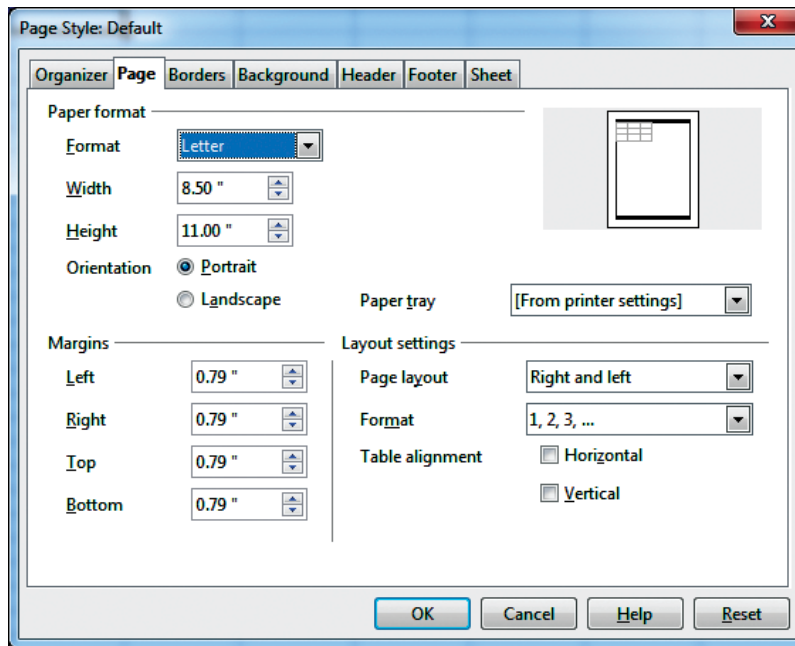 Page Style: Default
Organizer Page Borders Background Header Footer Sheet
Paper format
Format Letter
Width 8.50 "
Height 11.00 "
Orientation Portrait
Landscape Paper tray [From printer settings]
Margins Layout settings
Left 0.79 " Page layout Right and left
Right 0.79 " Format 1, 2, 3, ...
Top 0.79 " Table alignment Horizontal
Bottom 0.79 " Vertical
OK Cancel Help Reset